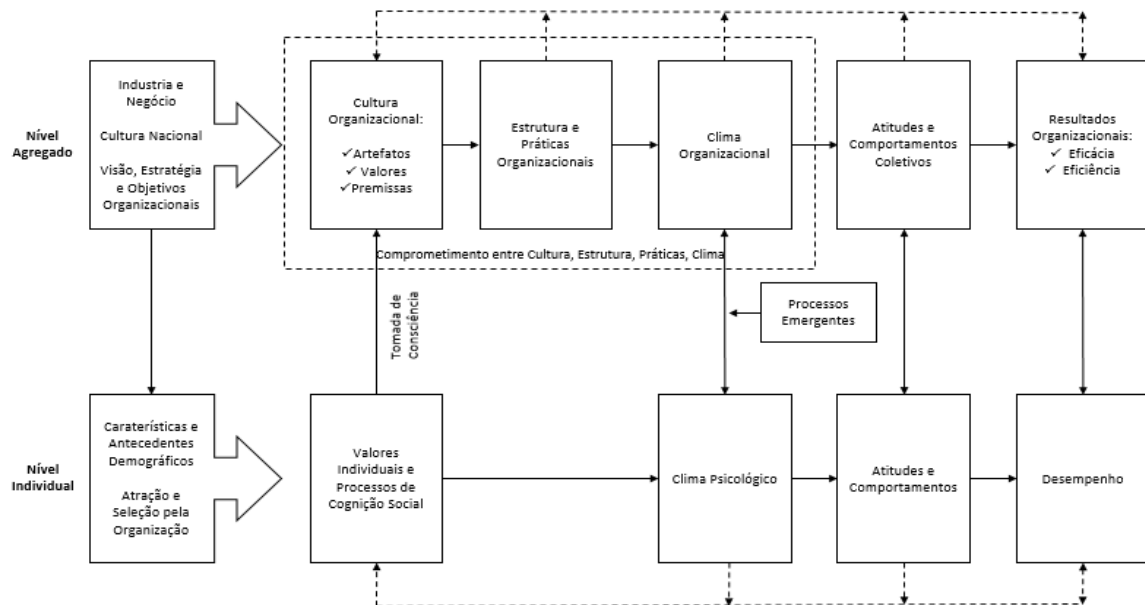 Nível
Agregado
Industria e
Negócio
Cultura Nacional
Visão, Estratégia
e Objetivos
Organizacionais
Cultura
Organizacional:
✓Artefatos
✓ Valores
✓Premissas
Estrutura e
Práticas
Organizacionais
Clima
Organizacional
Atitudes e
Comportamentos
Coletivos
Resultados
Organizacionais:
✓ Eficácia
✓ Eficiência
Comprometimento entre Cultura, Estrutura, Práticas, Clima
Tomada de
Consciência
Processos
Emergentes
Nível
Individual
Caraterísticas e
Antecedentes
Demográficos
Atração e
Seleção pela
Organização
Valores
Individuais e
Processos de
Cognição Social
Clima Psicológico
Atitudes e
Comportamentos
Desempenho